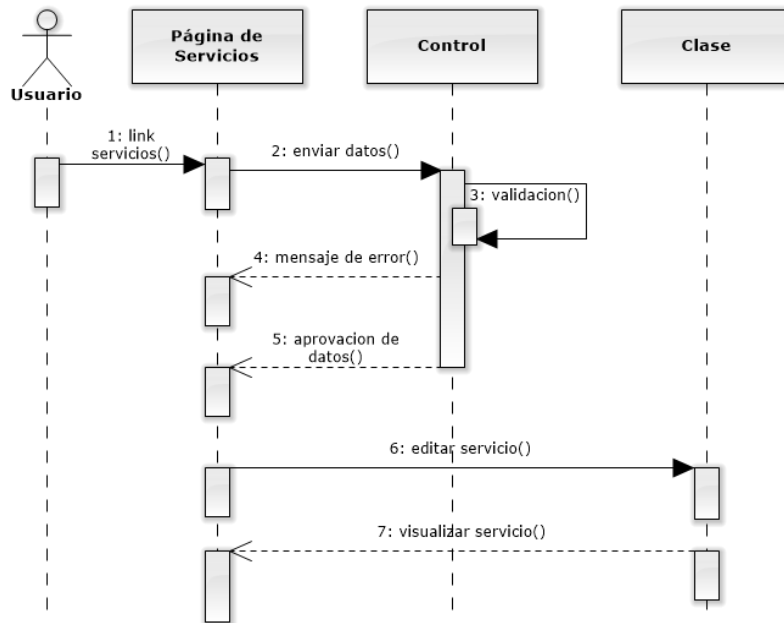 Página de
Servicios
Control
Clase
Usuario
1: link
servicios()
2: enviar datos()
3: validacion()
4: mensaje de error()
5: aprovacion de
datos()
6: editar servicio()
7: visualizar servicio()